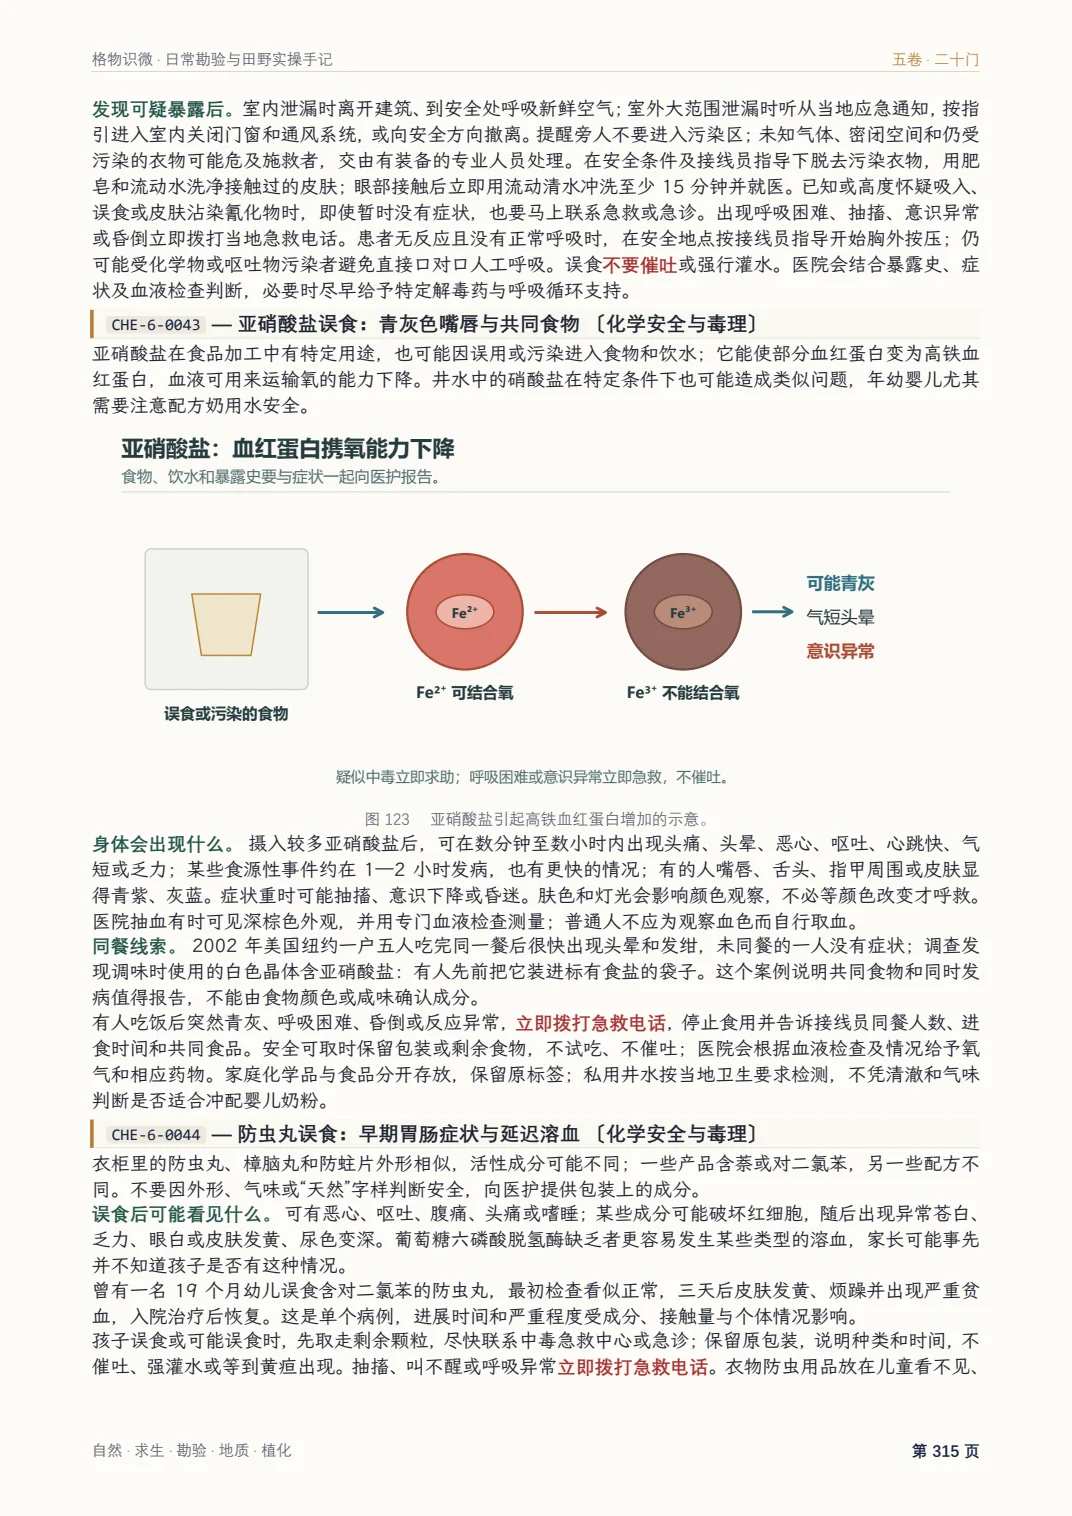 格物识微 · 日常勘验与田野实操手记
五卷 · 二十门
发现可疑暴露后。室内泄漏时离开建筑、到安全处呼吸新鲜空气；室外大范围泄漏时听从当地应急通知，按指
引进入室内关闭门窗和通风系统，或向安全方向撤离。提醒旁人不要进入污染区；未知气体、密闭空间和仍受
污染的衣物可能危及施救者，交由有装备的专业人员处理。在安全条件及接线员指导下脱去污染衣物，用肥
皂和流动水洗净接触过的皮肤；眼部接触后立即用流动清水冲洗至少 15 分钟并就医。已知或高度怀疑吸入、
误食或皮肤沾染氰化物时，即使暂时没有症状，也要马上联系急救或急诊。出现呼吸困难、抽搐、意识异常
或昏倒立即拨打当地急救电话。患者无反应且没有正常呼吸时，在安全地点按接线员指导开始胸外按压；仍
可能受化学物或呕吐物污染者避免直接口对口人工呼吸。误食不要催吐或强行灌水。医院会结合暴露史、症
状及血液检查判断，必要时尽早给予特定解毒药与呼吸循环支持。
CHE-6-0043 — 亚硝酸盐误食：青灰色嘴唇与共同食物 〔化学安全与毒理〕
亚硝酸盐在食品加工中有特定用途，也可能因误用或污染进入食物和饮水；它能使部分血红蛋白变为高铁血
红蛋白，血液可用来运输氧的能力下降。井水中的硝酸盐在特定条件下也可能造成类似问题，年幼婴儿尤其
需要注意配方奶用水安全。
亚硝酸盐：血红蛋白携氧能力下降
食物、饮水和暴露史要与症状一起向医护报告。
Fe²⁺
Fe³⁺
可能青灰
气短头晕
意识异常
误食或污染的食物
Fe²⁺ 可结合氧
Fe³⁺ 不能结合氧
疑似中毒立即求助；呼吸困难或意识异常立即急救，不催吐。
图 123 亚硝酸盐引起高铁血红蛋白增加的示意。
身体会出现什么。 摄入较多亚硝酸盐后，可在数分钟至数小时内出现头痛、头晕、恶心、呕吐、心跳快、气
短或乏力；某些食源性事件约在 1—2 小时发病，也有更快的情况；有的人嘴唇、舌头、指甲周围或皮肤显
得青紫、灰蓝。症状重时可能抽搐、意识下降或昏迷。肤色和灯光会影响颜色观察，不必等颜色改变才呼救。
医院抽血有时可见深棕色外观，并用专门血液检查测量；普通人不应为观察血色而自行取血。
同餐线索。 2002 年美国纽约一户五人吃完同一餐后很快出现头晕和发绀，未同餐的一人没有症状；调查发
现调味时使用的白色晶体含亚硝酸盐：有人先前把它装进标有食盐的袋子。这个案例说明共同食物和同时发
病值得报告，不能由食物颜色或咸味确认成分。
有人吃饭后突然青灰、呼吸困难、昏倒或反应异常，立即拨打急救电话，停止食用并告诉接线员同餐人数、进
食时间和共同食品。安全可取时保留包装或剩余食物，不试吃、不催吐；医院会根据血液检查及情况给予氧
气和相应药物。家庭化学品与食品分开存放，保留原标签；私用井水按当地卫生要求检测，不凭清澈和气味
判断是否适合冲配婴儿奶粉。
CHE-6-0044 — 防虫丸误食：早期胃肠症状与延迟溶血 〔化学安全与毒理〕
衣柜里的防虫丸、樟脑丸和防蛀片外形相似，活性成分可能不同；一些产品含萘或对二氯苯，另一些配方不
同。不要因外形、气味或“天然”字样判断安全，向医护提供包装上的成分。
误食后可能看见什么。 可有恶心、呕吐、腹痛、头痛或嗜睡；某些成分可能破坏红细胞，随后出现异常苍白、
乏力、眼白或皮肤发黄、尿色变深。葡萄糖六磷酸脱氢酶缺乏者更容易发生某些类型的溶血，家长可能事先
并不知道孩子是否有这种情况。
曾有一名 19 个月幼儿误食含对二氯苯的防虫丸，最初检查看似正常，三天后皮肤发黄、烦躁并出现严重贫
血，入院治疗后恢复。这是单个病例，进展时间和严重程度受成分、接触量与个体情况影响。
孩子误食或可能误食时，先取走剩余颗粒，尽快联系中毒急救中心或急诊；保留原包装，说明种类和时间，不
催吐、强灌水或等到黄疸出现。抽搐、叫不醒或呼吸异常立即拨打急救电话。衣物防虫用品放在儿童看不见、
自然 · 求生 · 勘验 · 地质 · 植化
第 315 页